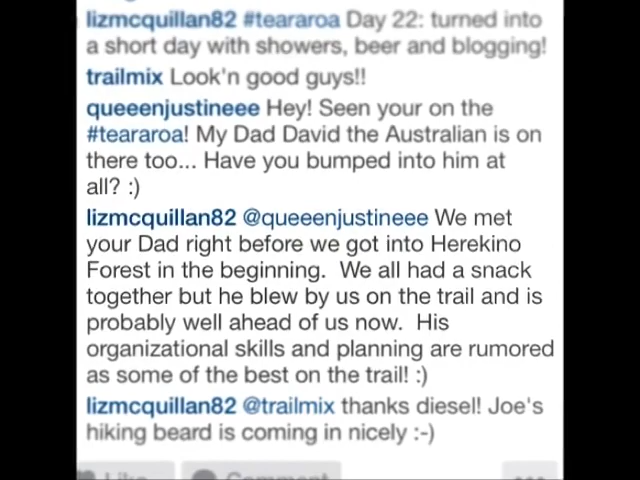 lizmcquillan82 #teararoa Day 22: turned into
a short day with showers, beer and blogging!
trailmix Look'n good guys!!
queeenjustineee Hey! Seen your on the
#teararoa! My Dad David the Australian is on
there too... Have you bumped into him at
all? :)
lizmcquillan82 @queeenjustineee We met
your Dad right before we got into Herekino
Forest in the beginning. We all had a snack
together but he blew by us on the trail and is
probably well ahead of us now. His
organizational skills and planning are rumored
as some of the best on the trail! :)
lizmcquillan82 @trailmix thanks diesel! Joe's
hiking beard is coming in nicely :-)
Like Comment